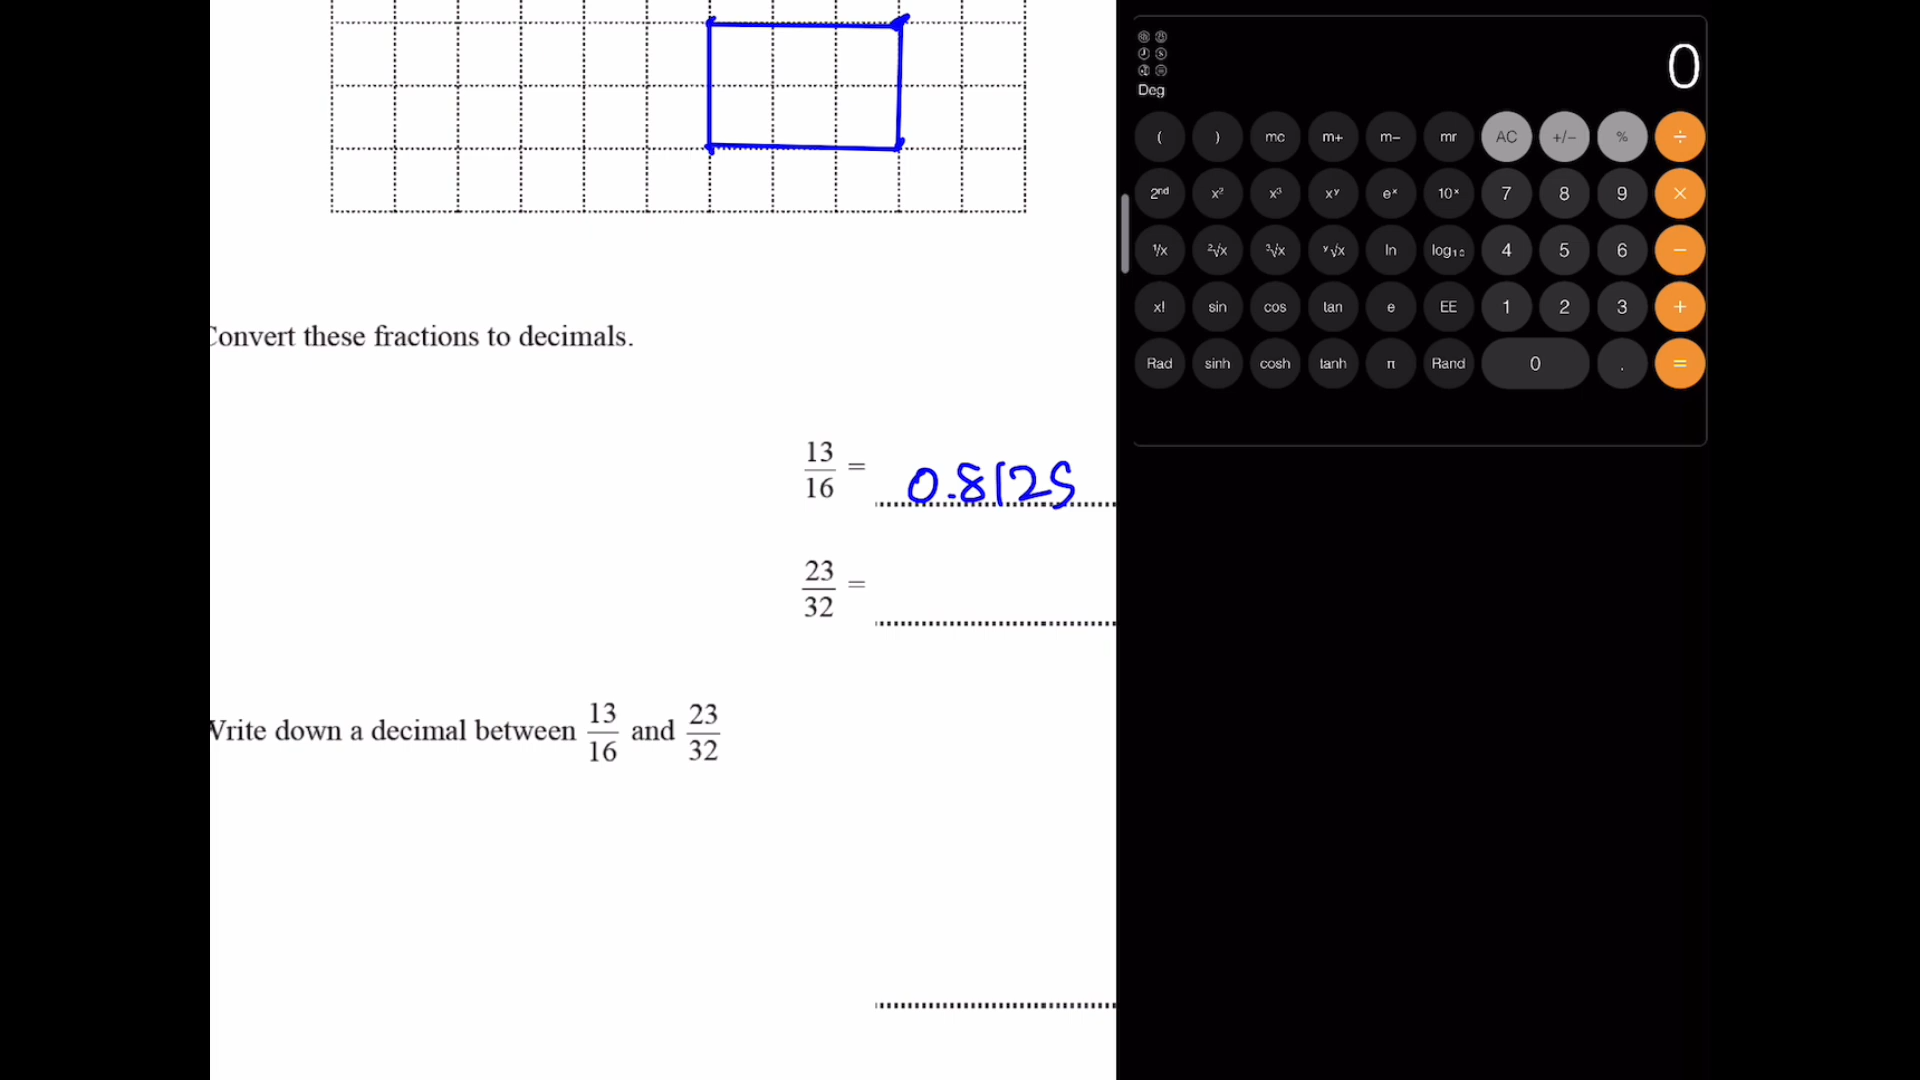 onvert these fractions to decimals.
13/16 = 0.8125
23/32 =
rite down a decimal between 13/16 and 23/32
0
Deg
( ) mc m+ m− mr AC +/− % ÷
2ⁿᵈ x² x³ xʸ eˣ 10ˣ 7 8 9 ×
¹/x ²√x ³√x ʸ√x ln log₁₀ 4 5 6 −
x! sin cos tan e EE 1 2 3 +
Rad sinh cosh tanh π Rand 0 . =